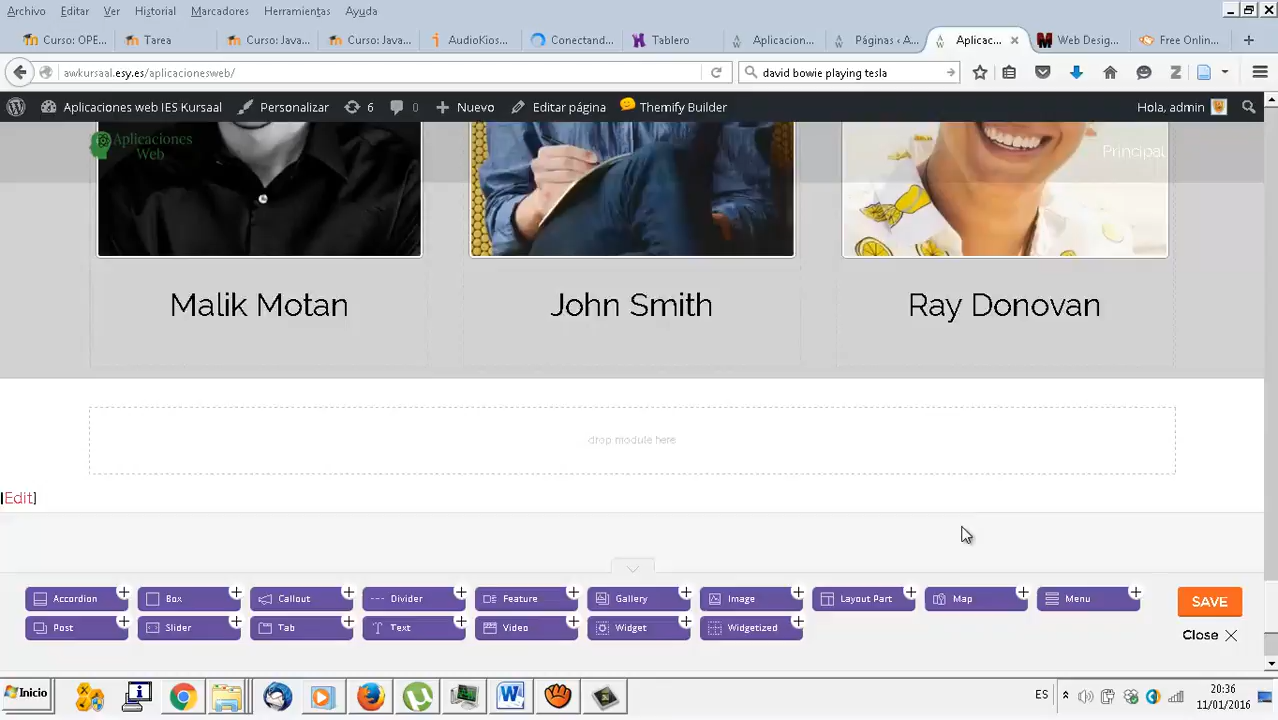 Archivo Editar Ver Historial Marcadores Herramientas Ayuda
Curso: OPE... Tarea Curso: Java... Curso: Java... AudioKios... Conectand... Tablero Aplicacion... Páginas ‹ A... Aplicac... Web Desig... Free Onlin...
awkursaal.esy.es/aplicacionesweb/ david bowie playing tesla
Aplicaciones web IES Kursaal Personalizar 6 0 Nuevo Editar página Themify Builder Hola, admin
Aplicaciones
Web
Principal
Malik Motan John Smith Ray Donovan
drop module here
[Edit]
Accordion Box Callout Divider Feature Gallery Image Layout Part Map Menu SAVE
Post Slider Tab Text Video Widget Widgetized Close
Inicio ES 20:36
11/01/2016